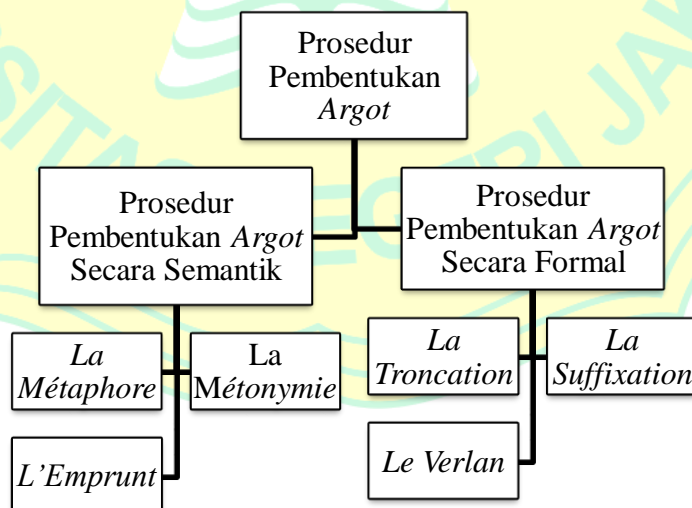 Prosedur
Pembentukan
Argot
Prosedur
Pembentukan Argot
Secara Semantik
Prosedur
Pembentukan Argot
Secara Formal
La
Métaphore
La
Métonymie
La
Troncation
La
Suffixation
L’Emprunt
Le Verlan